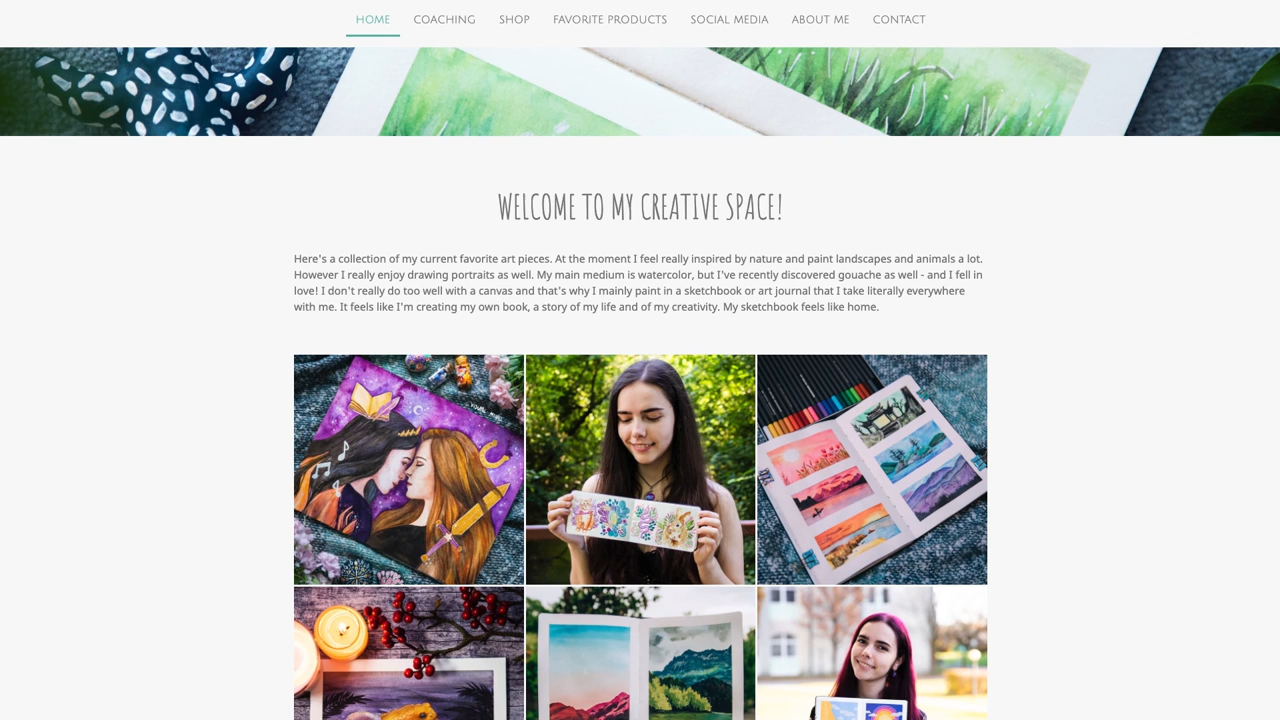 HOME COACHING SHOP FAVORITE PRODUCTS SOCIAL MEDIA ABOUT ME CONTACT
WELCOME TO MY CREATIVE SPACE!
Here's a collection of my current favorite art pieces. At the moment I feel really inspired by nature and paint landscapes and animals a lot.
However I really enjoy drawing portraits as well. My main medium is watercolor, but I've recently discovered gouache as well - and I fell in
love! I don't really do too well with a canvas and that's why I mainly paint in a sketchbook or art journal that I take literally everywhere
with me. It feels like I'm creating my own book, a story of my life and of my creativity. My sketchbook feels like home.